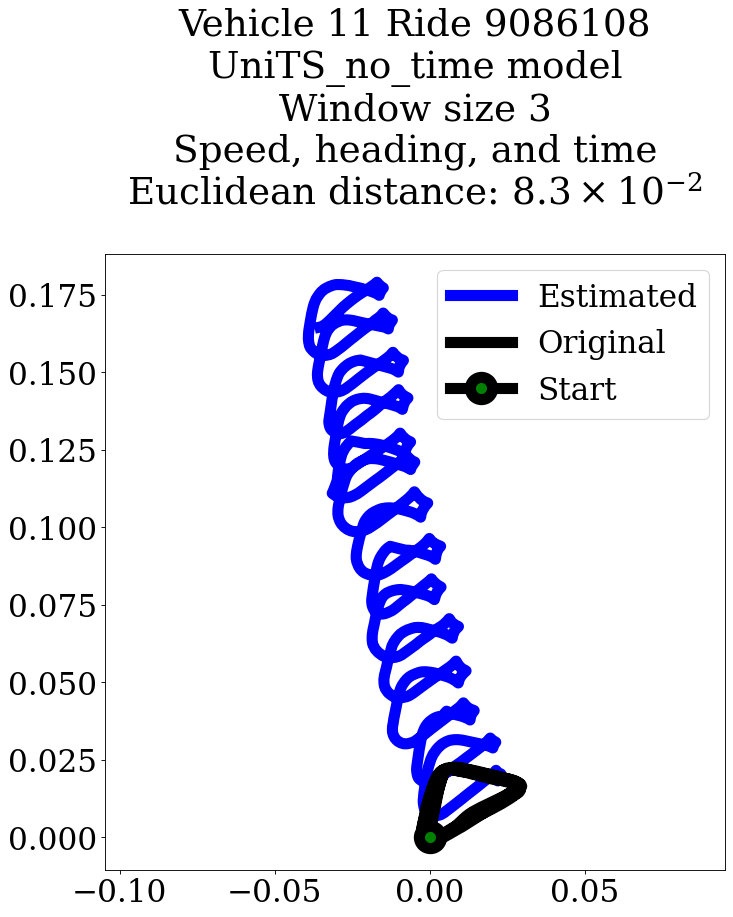 Vehicle 11 Ride 9086108
UniTS_no_time model
Window size 3
Speed, heading, and time
Euclidean distance: 8.3 × 10⁻²
Estimated
Original
Start
0.175
0.150
0.125
0.100
0.075
0.050
0.025
0.000
−0.10
−0.05
0.00
0.05